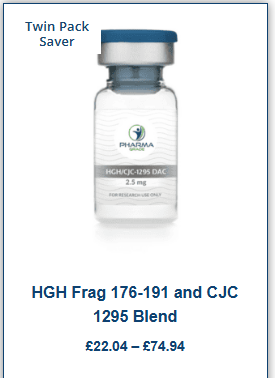 Twin Pack
Saver
PHARMA
GRADE
HGH/CJC-1295 DAC
2.5 mg
FOR RESEARCH USE ONLY
HGH Frag 176-191 and CJC
1295 Blend
£22.04 – £74.94